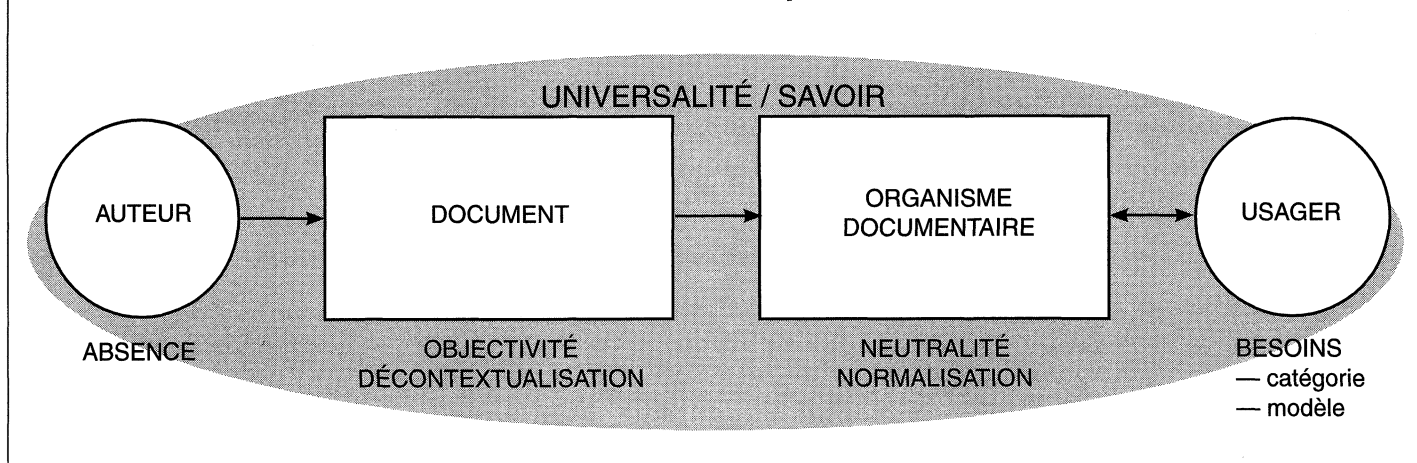 UNIVERSALITÉ / SAVOIR
AUTEUR
DOCUMENT
ORGANISME
DOCUMENTAIRE
USAGER
ABSENCE
OBJECTIVITÉ
DÉCONTEXTUALISATION
NEUTRALITÉ
NORMALISATION
BESOINS
— catégorie
— modèle